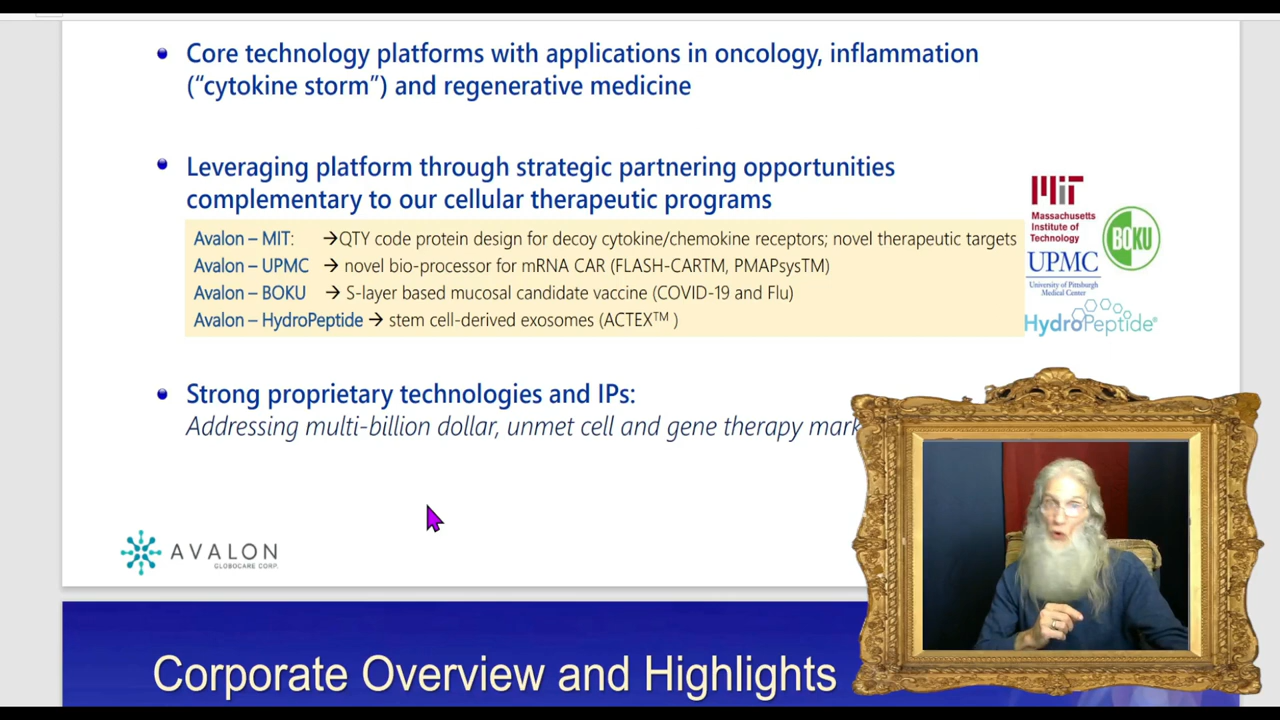 Core technology platforms with applications in oncology, inflammation
(“cytokine storm”) and regenerative medicine
Leveraging platform through strategic partnering opportunities
complementary to our cellular therapeutic programs
Avalon – MIT: →QTY code protein design for decoy cytokine/chemokine receptors; novel therapeutic targets
Avalon – UPMC → novel bio-processor for mRNA CAR (FLASH-CARTM, PMAPsysTM)
Avalon – BOKU → S-layer based mucosal candidate vaccine (COVID-19 and Flu)
Avalon – HydroPeptide → stem cell-derived exosomes (ACTEX™ )
MIT
Massachusetts
Institute of
Technology
BOKU
UPMC
University of Pittsburgh
Medical Center
HydroPeptide®
Strong proprietary technologies and IPs:
Addressing multi-billion dollar, unmet cell and gene therapy mark
AVALON
GLOBOCARE CORP.
Corporate Overview and Highlights